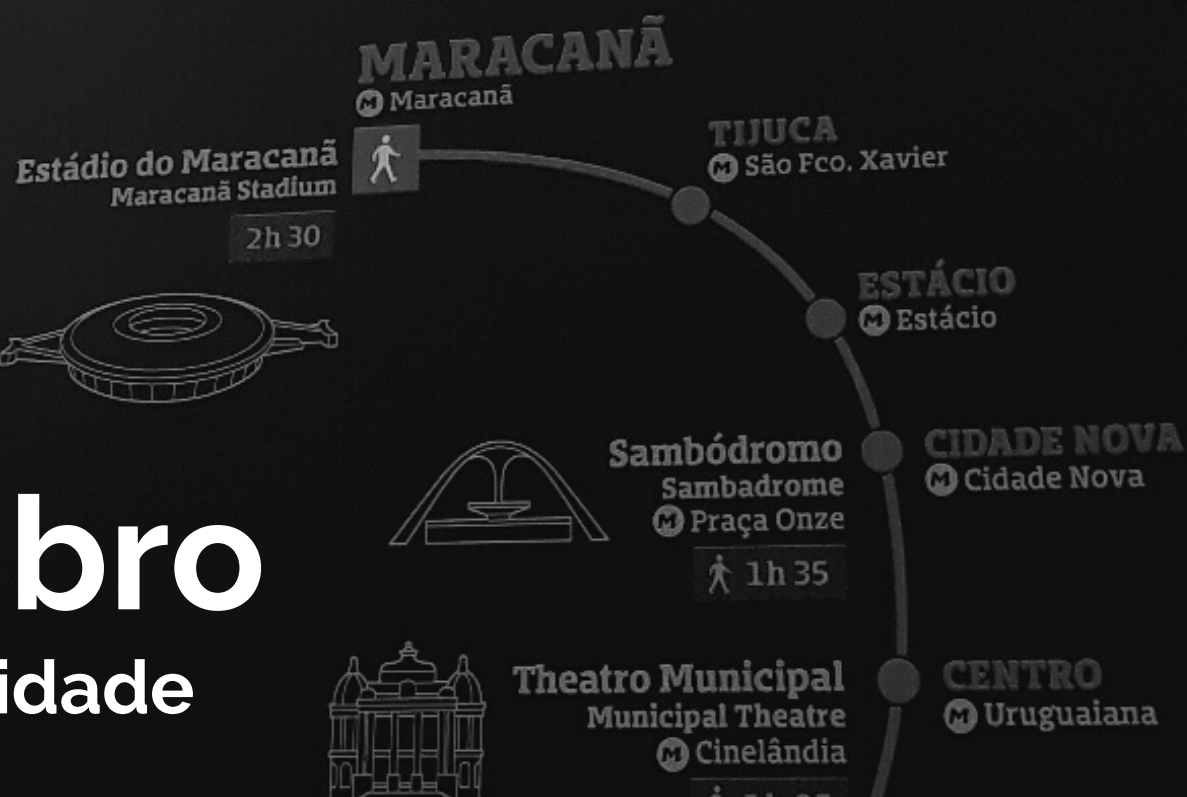 MARACANÃ
M Maracanã
Estádio do Maracanã
Maracanã Stadium
2h 30
TIJUCA
M São Fco. Xavier
ESTÁCIO
M Estácio
CIDADE NOVA
M Cidade Nova
Sambódromo
Sambadrome
M Praça Onze
1h 35
bro
idade
CENTRO
M Uruguaiana
Theatro Municipal
Municipal Theatre
M Cinelândia